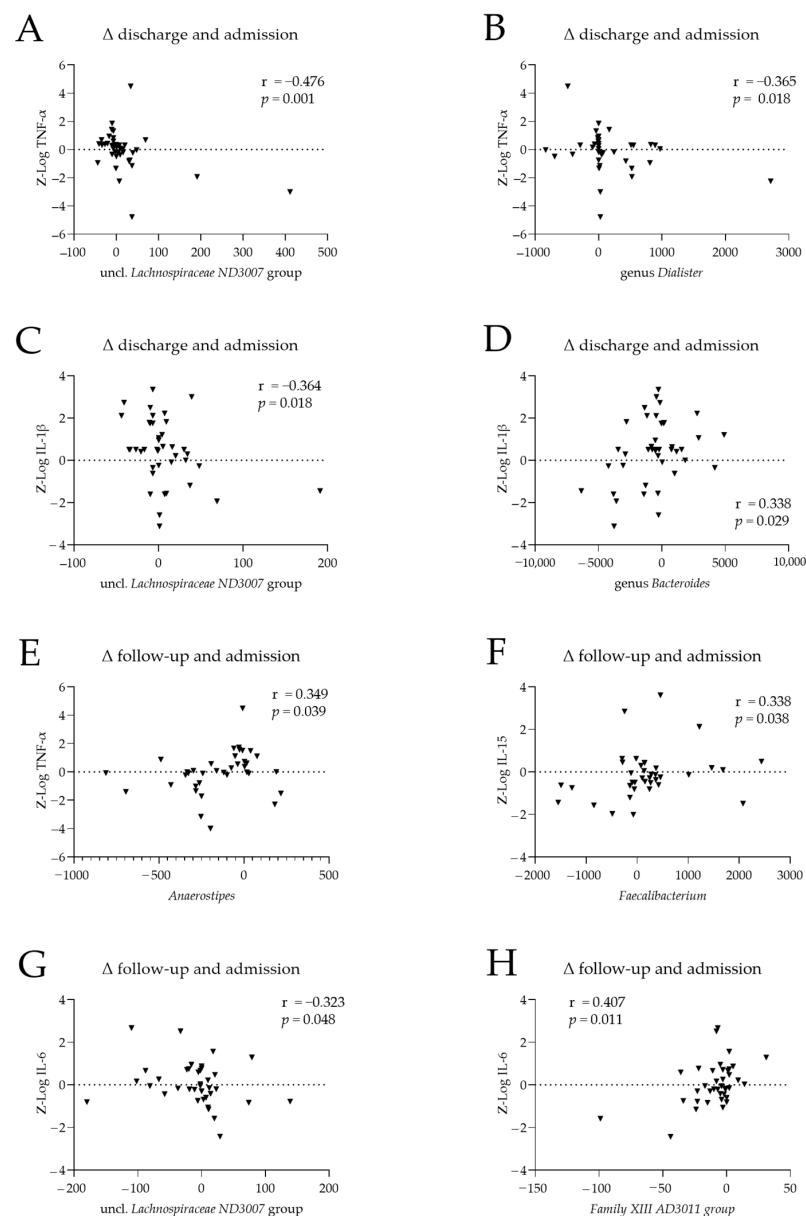 A
Δ discharge and admission
r =−0.476
p = 0.001
Z-Log TNF-α
6
4
2
0
−2
−4
−6
−100 0 100 200 300 400 500
uncl. Lachnospiraceae ND3007 group
B
Δ discharge and admission
r =−0.365
p = 0.018
Z-Log TNF-α
6
4
2
0
−2
−4
−6
−1000 0 1000 2000 3000
genus Dialister
C
Δ discharge and admission
r =−0.364
p = 0.018
Z-Log IL-1β
4
2
0
−2
−4
−100 0 100 200
uncl. Lachnospiraceae ND3007 group
D
Δ discharge and admission
Z-Log IL-1β
4
2
0
−2
−4
r = 0.338
p = 0.029
−10,000 −5000 0 5000 10,000
genus Bacteroides
E
Δ follow-up and admission
r = 0.349
p = 0.039
Z-Log TNF-α
6
4
2
0
−2
−4
−6
−1000 −500 0 500
Anaerostipes
F
Δ follow-up and admission
r = 0.338
p = 0.038
Z-Log IL-15
4
2
0
−2
−4
−2000 −1000 0 1000 2000 3000
Faecalibacterium
G
Δ follow-up and admission
r =−0.323
p = 0.048
Z-Log IL-6
4
2
0
−2
−4
−200 −100 0 100 200
uncl. Lachnospiraceae ND3007 group
H
Δ follow-up and admission
r = 0.407
p = 0.011
Z-Log IL-6
4
2
0
−2
−4
−150 −100 −50 0 50
Family XIII AD3011 group